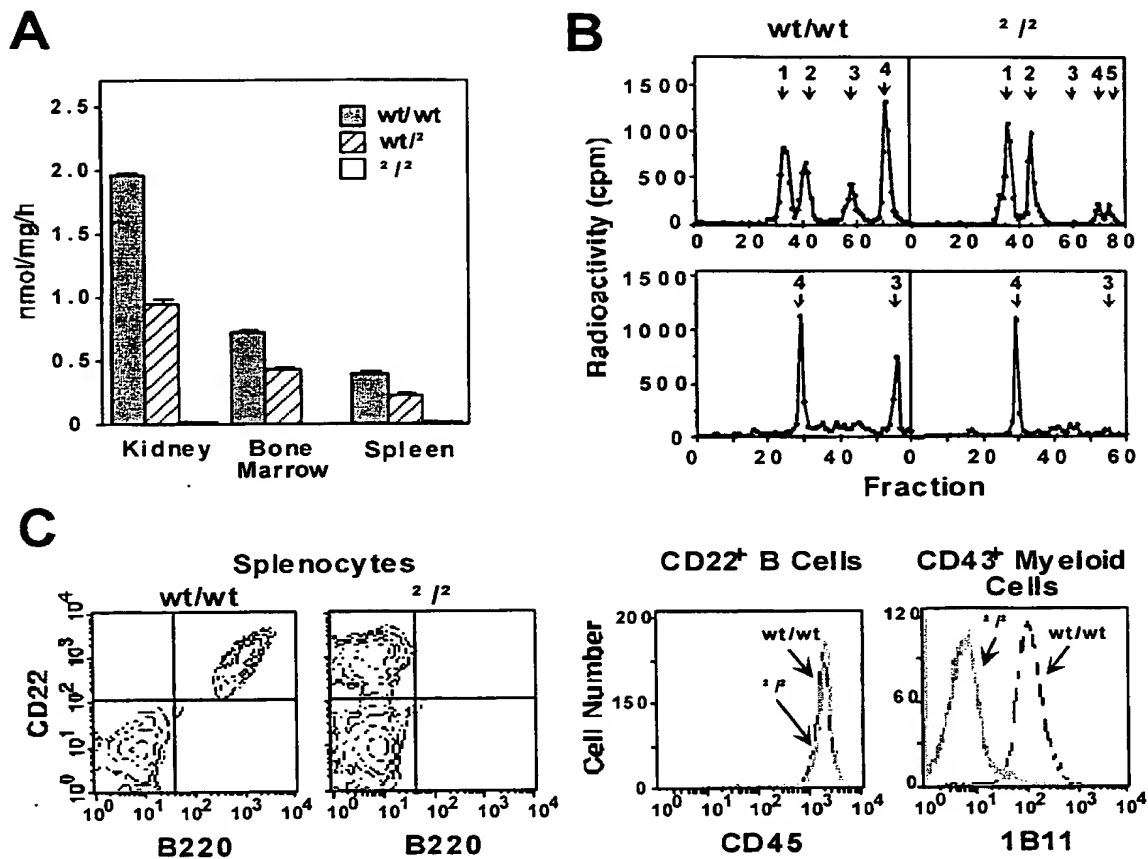 A
2.5
2.0
1.5
1.0
0.5
0
nmol/mg/h
wt/wt
wt/²
²/²
Kidney
Bone Marrow
Spleen
B
wt/wt
²/²
Radioactivity (cpm)
1500
1000
500
0
1 2 3 4
1 2 3 4 5
0 20 40 60 0 20 40 60 80
1500
1000
500
0
4 3
4 3
0 20 40 60 0 20 40 60
Fraction
C
Splenocytes
wt/wt
²/²
CD22
10⁰ 10¹ 10² 10³ 10⁴
10⁰ 10¹ 10² 10³ 10⁴
10⁰ 10¹ 10² 10³ 10⁴
B220
B220
CD22⁺ B Cells
Cell Number
200
150
0
wt/wt
²/²
10⁰ 10¹ 10² 10³ 10⁴
CD45
CD43⁺ Myeloid
Cells
120
60
0
²/²
wt/wt
10⁰ 10¹ 10² 10³ 10⁴
1B11